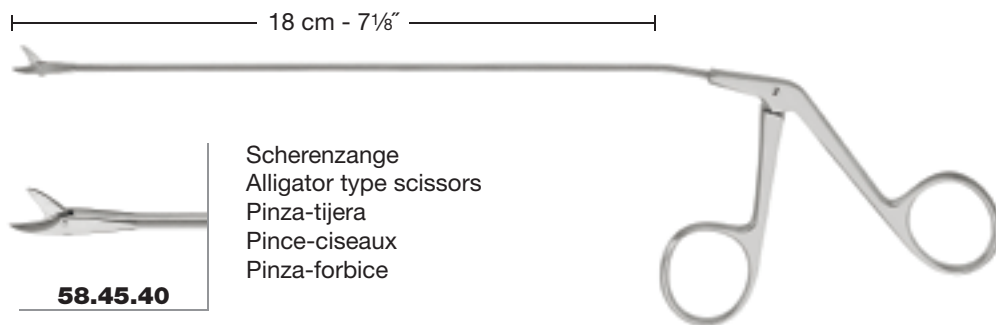 18 cm - 7⅛″
Scherenzange
Alligator type scissors
Pinza-tijera
Pince-ciseaux
Pinza-forbice
58.45.40